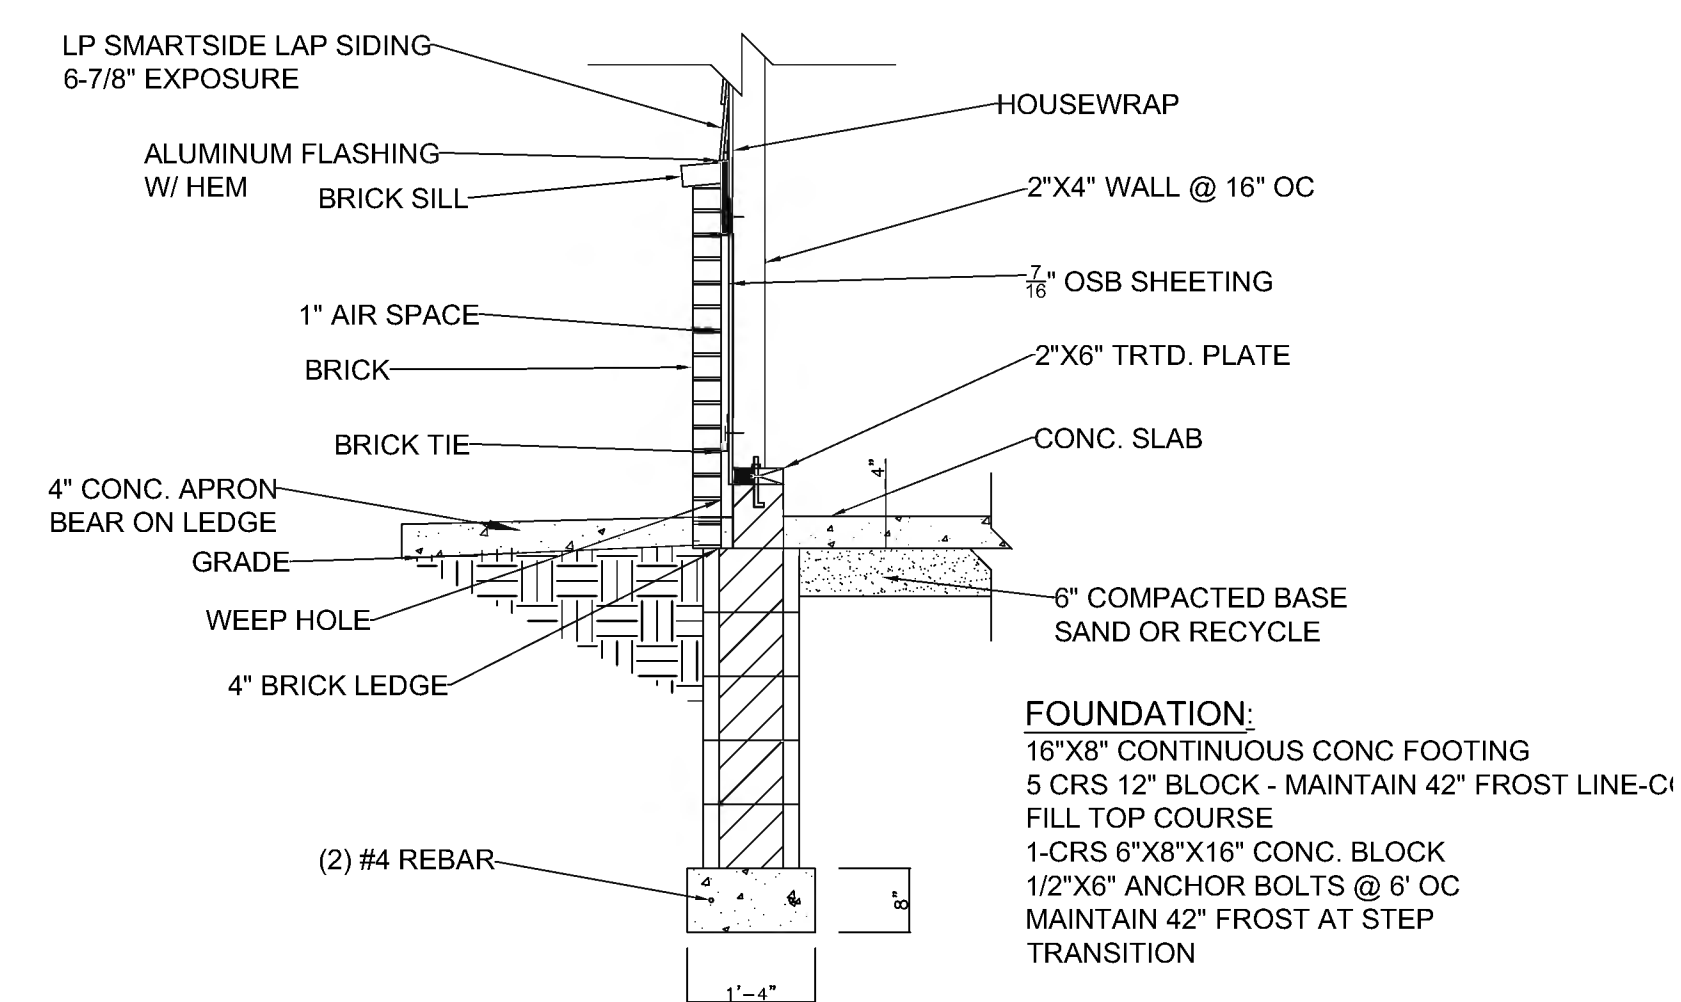 LP SMARTSIDE LAP SIDING
6-7/8" EXPOSURE
HOUSEWRAP
ALUMINUM FLASHING
W/ HEM
BRICK SILL
2"X4" WALL @ 16" OC
7/16" OSB SHEETING
1" AIR SPACE
2"X6" TRTD. PLATE
BRICK
CONC. SLAB
BRICK TIE
4"
4" CONC. APRON
BEAR ON LEDGE
GRADE
6" COMPACTED BASE
SAND OR RECYCLE
WEEP HOLE
4" BRICK LEDGE
FOUNDATION:
16"X8" CONTINUOUS CONC FOOTING
5 CRS 12" BLOCK - MAINTAIN 42" FROST LINE-
FILL TOP COURSE
1-CRS 6"X8"X16" CONC. BLOCK
1/2"X6" ANCHOR BOLTS @ 6' OC
MAINTAIN 42" FROST AT STEP
TRANSITION
(2) #4 REBAR
8"
1'-4"